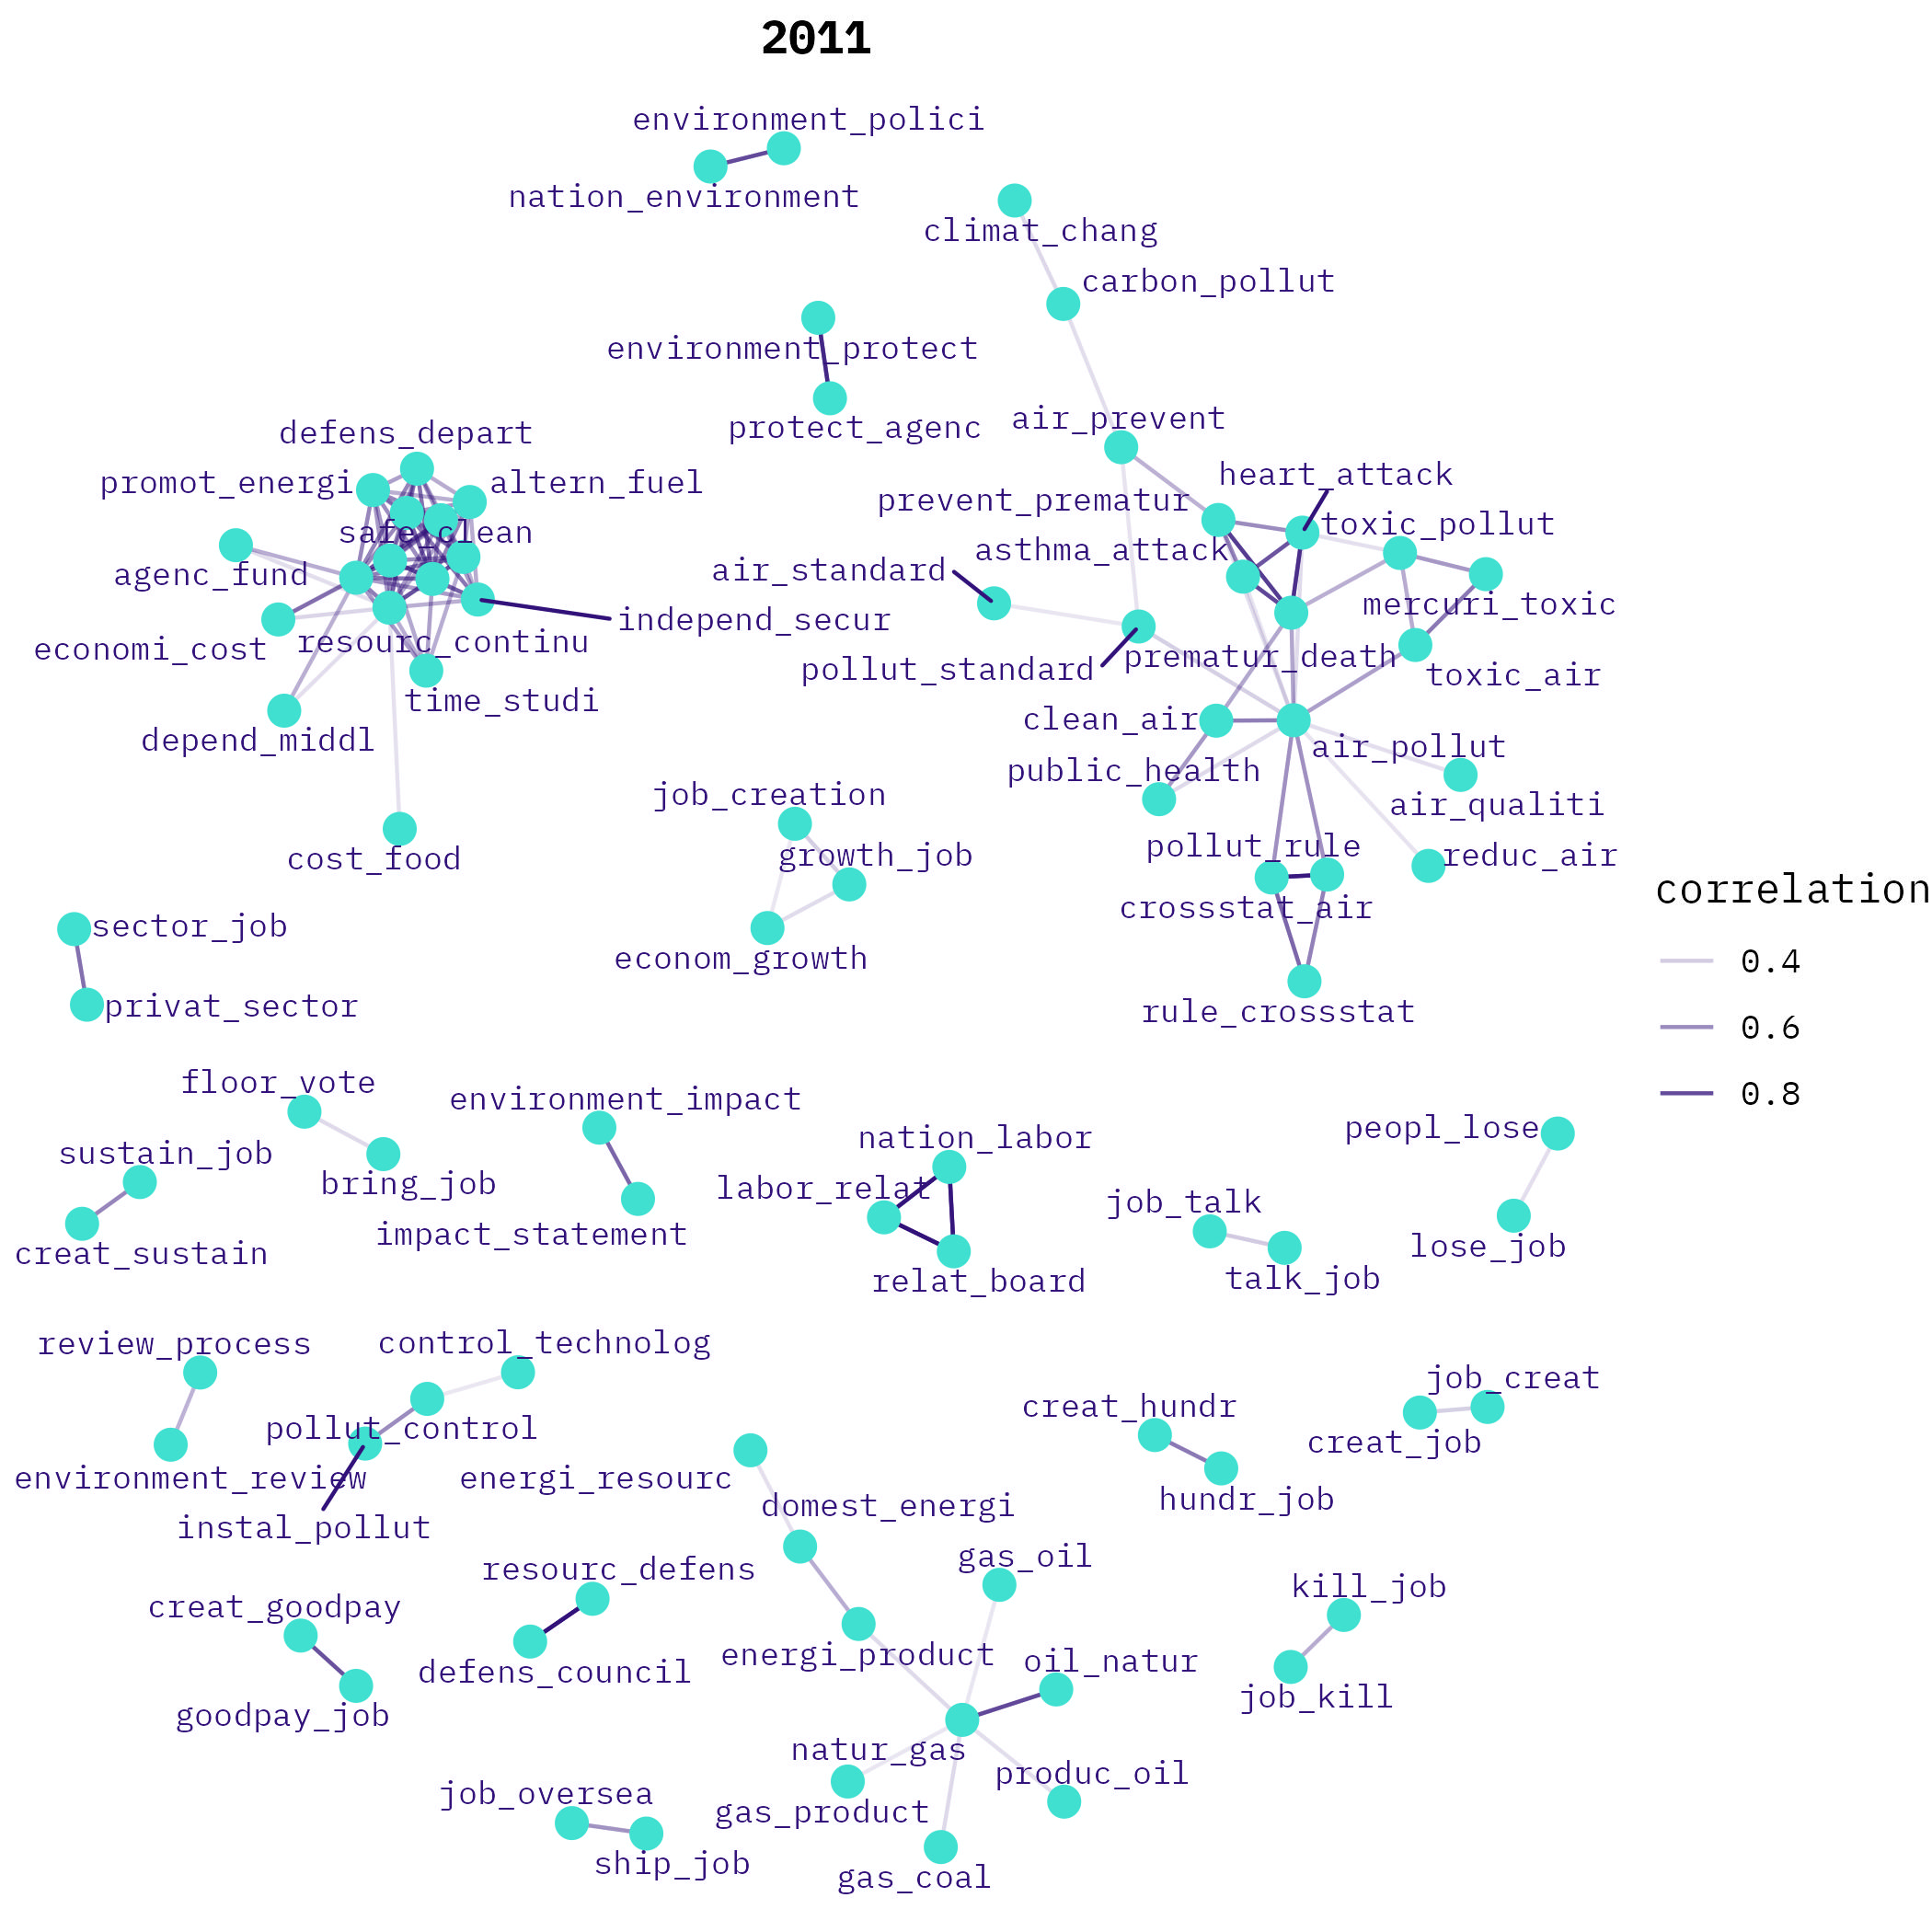 2011
environment_polici
nation_environment
climat_chang
carbon_pollut
environment_protect
protect_agenc
air_prevent
defens_depart
promot_energi
altern_fuel
heart_attack
prevent_prematur
toxic_pollut
safe_clean
asthma_attack
air_standard
agenc_fund
mercuri_toxic
independ_secur
economi_cost
resourc_continu
prematur_death
pollut_standard
toxic_air
time_studi
clean_air
depend_middl
air_pollut
public_health
job_creation
air_qualiti
pollut_rule
growth_job
reduc_air
cost_food
correlation
crossstat_air
sector_job
econom_growth
0.4
privat_sector
rule_crossstat
0.6
floor_vote
environment_impact
0.8
peopl_lose
nation_labor
sustain_job
bring_job
labor_relat
job_talk
impact_statement
lose_job
creat_sustain
relat_board
talk_job
review_process
control_technolog
job_creat
creat_hundr
pollut_control
creat_job
environment_review
energi_resourc
hundr_job
domest_energi
instal_pollut
gas_oil
resourc_defens
kill_job
creat_goodpay
energi_product
oil_natur
defens_council
job_kill
goodpay_job
natur_gas
produc_oil
job_oversea
gas_product
ship_job
gas_coal